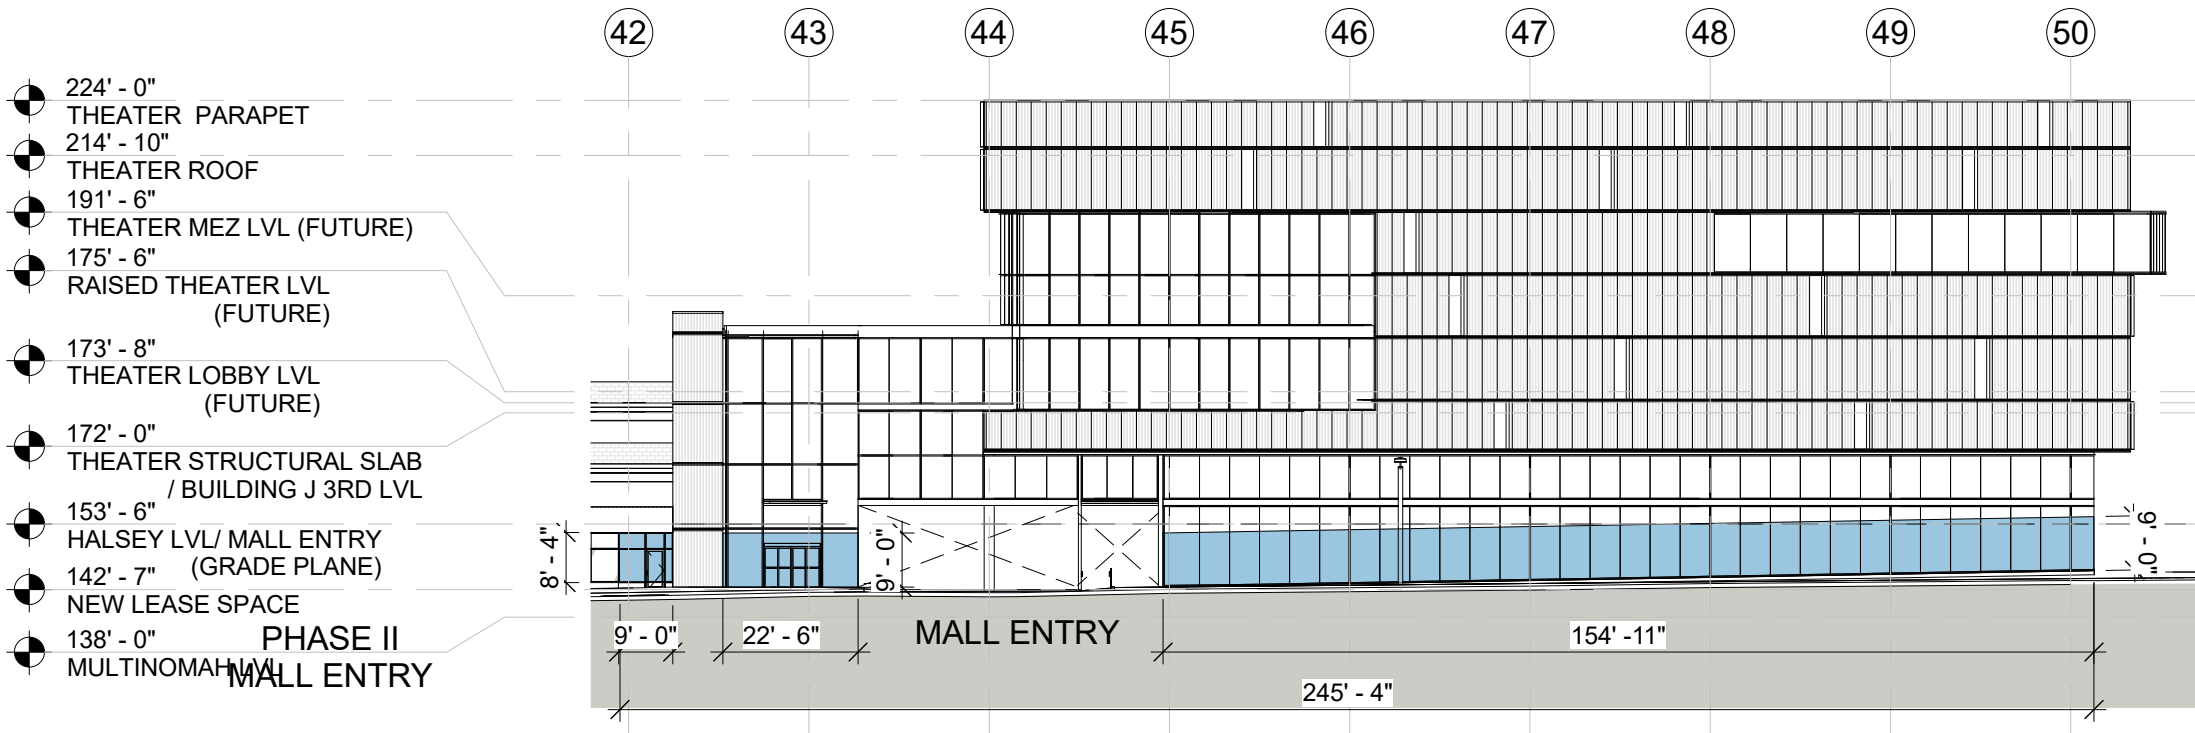 42 43 44 45 46 47 48 49 50
224' - 0"
THEATER PARAPET
214' - 10"
THEATER ROOF
191' - 6"
THEATER MEZ LVL (FUTURE)
175' - 6"
RAISED THEATER LVL
(FUTURE)
173' - 8"
THEATER LOBBY LVL
(FUTURE)
172' - 0"
THEATER STRUCTURAL SLAB
/ BUILDING J 3RD LVL
153' - 6"
HALSEY LVL/ MALL ENTRY
(GRADE PLANE)
142' - 7"
NEW LEASE SPACE
138' - 0"
MULTINOMAH LVL
PHASE II
MALL ENTRY
8' - 4"
9' - 0"
9' - 0"
9' - 0"
22' - 6"
MALL ENTRY
154' -11"
245' - 4"